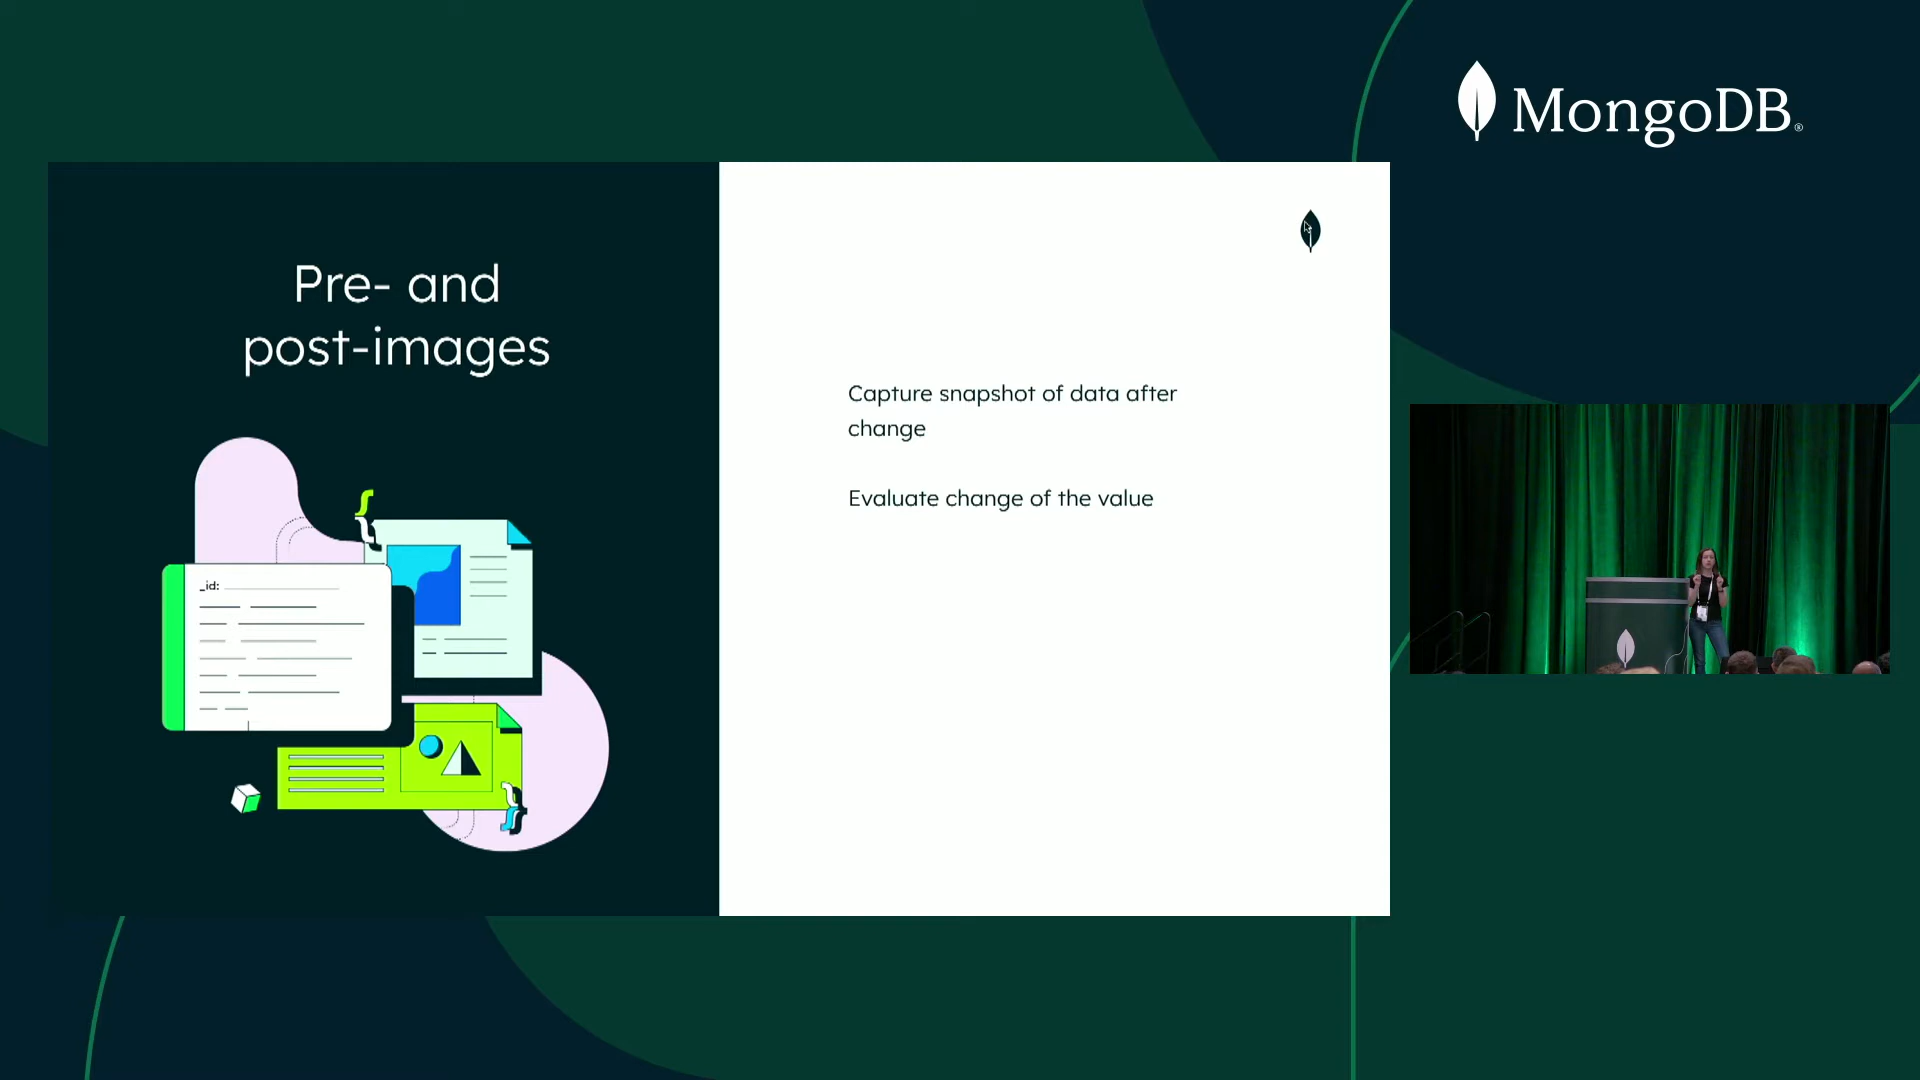 MongoDB®
Pre- and
post-images
Capture snapshot of data after
change
Evaluate change of the value
_id: